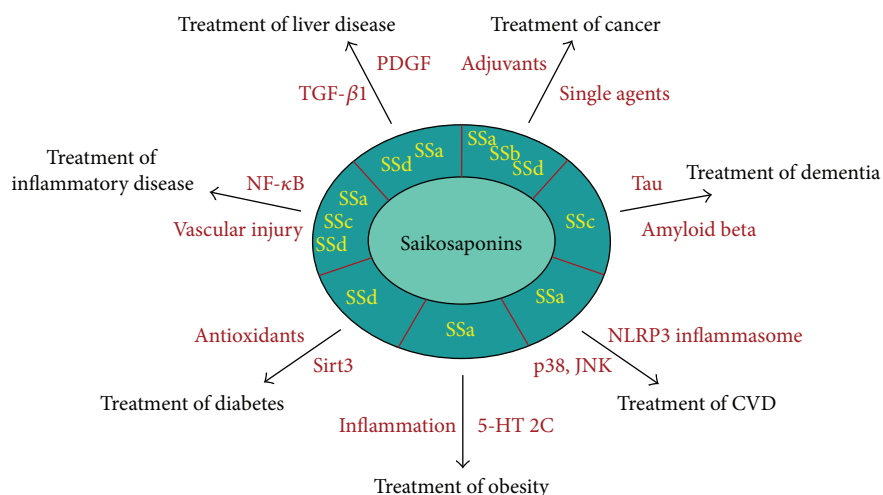 Treatment of liver disease
Treatment of cancer
PDGF
Adjuvants
TGF-β1
Single agents
SSa
SSa
SSb
SSd
SSd
Treatment of
inflammatory disease
NF-κB
Vascular injury
SSa
SSc
SSd
Saikosaponins
SSc
Tau
Amyloid beta
Treatment of dementia
SSd
SSa
SSa
Antioxidants
Sirt3
NLRP3 inflammasome
p38, JNK
Treatment of diabetes
Treatment of CVD
Inflammation
5-HT 2C
Treatment of obesity